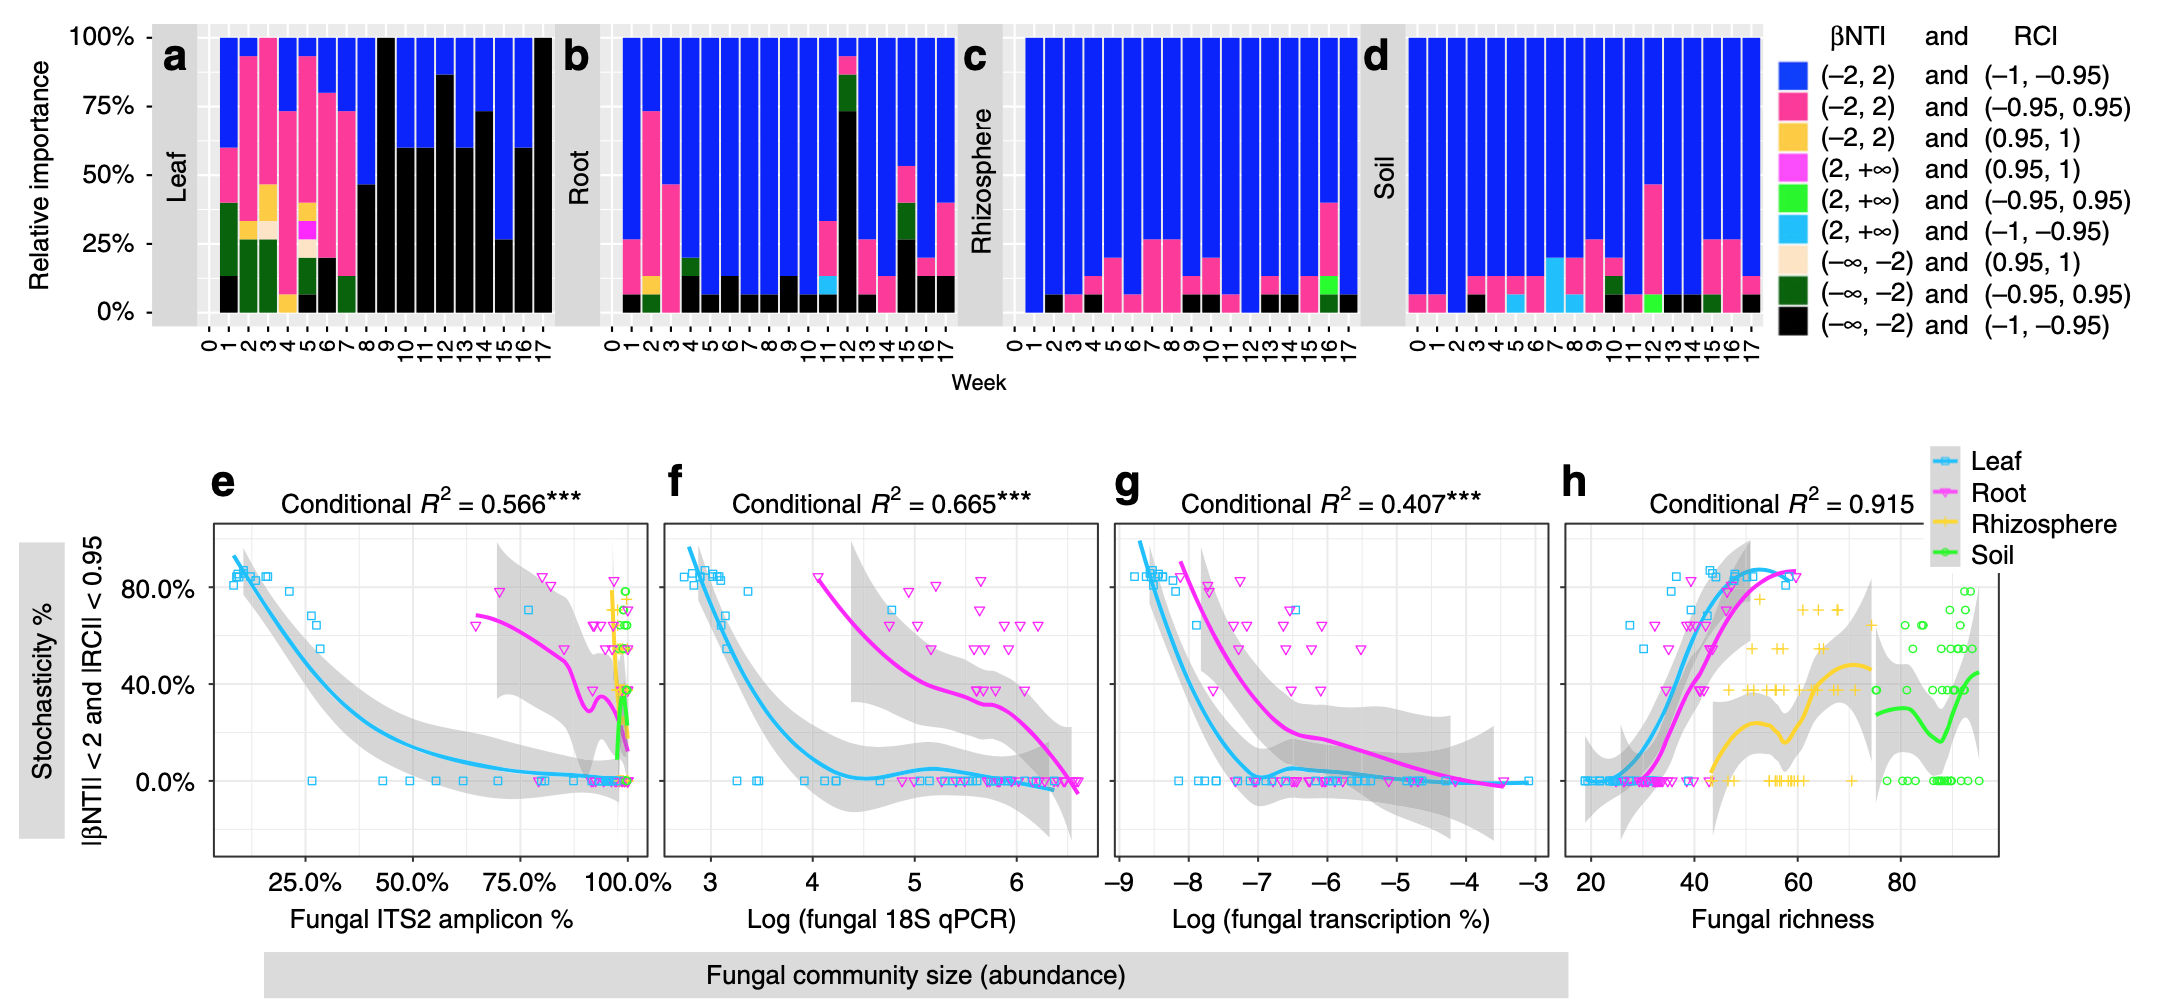 a b c d
βNTI and RCI
(–2, 2) and (–1, –0.95)
(–2, 2) and (–0.95, 0.95)
(–2, 2) and (0.95, 1)
(2, +∞) and (0.95, 1)
(2, +∞) and (–0.95, 0.95)
(2, +∞) and (–1, –0.95)
(–∞, –2) and (0.95, 1)
(–∞, –2) and (–0.95, 0.95)
(–∞, –2) and (–1, –0.95)
Relative importance
100%
75%
50%
25%
0%
Leaf
Root
Rhizosphere
Soil
0 1 2 3 4 5 6 7 8 9 10 11 12 13 14 15 16 17
0 1 2 3 4 5 6 7 8 9 10 11 12 13 14 15 16 17
0 1 2 3 4 5 6 7 8 9 10 11 12 13 14 15 16 17
0 1 2 3 4 5 6 7 8 9 10 11 12 13 14 15 16 17
Week
e f g h
Conditional R² = 0.566***
Conditional R² = 0.665***
Conditional R² = 0.407***
Conditional R² = 0.915
Leaf
Root
Rhizosphere
Soil
Stochasticity %
|βNTI| < 2 and |RCI| < 0.95
80.0%
40.0%
0.0%
25.0% 50.0% 75.0% 100.0%
3 4 5 6
–9 –8 –7 –6 –5 –4 –3
20 40 60 80
Fungal ITS2 amplicon %
Log (fungal 18S qPCR)
Log (fungal transcription %)
Fungal richness
Fungal community size (abundance)